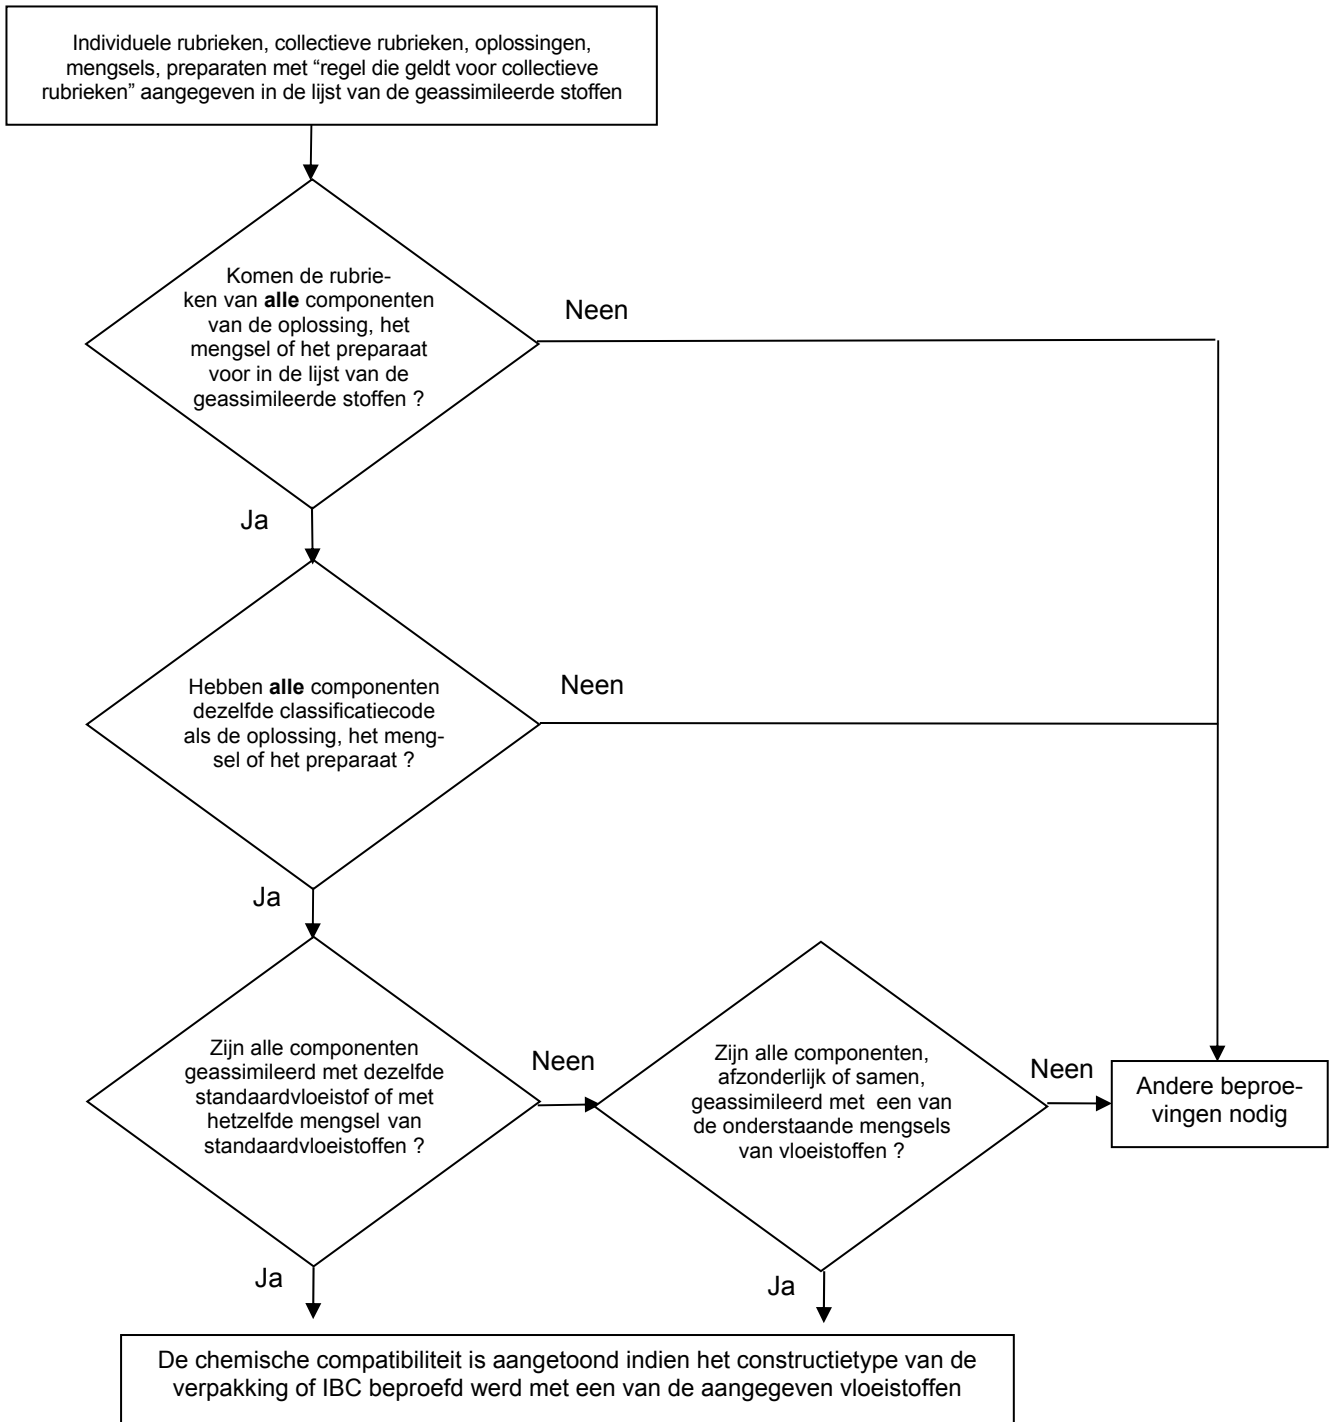 Individuele rubrieken, collectieve rubrieken, oplossingen,
mengsels, preparaten met “regel die geldt voor collectieve
rubrieken” aangegeven in de lijst van de geassimileerde stoffen
Komen de rubrie-
ken van alle componenten
van de oplossing, het
mengsel of het preparaat
voor in de lijst van de
geassimileerde stoffen ?
Neen
Ja
Hebben alle componenten
dezelfde classificatiecode
als de oplossing, het meng-
sel of het preparaat ?
Neen
Ja
Zijn alle componenten
geassimileerd met dezelfde
standaardvloeistof of met
hetzelfde mengsel van
standaardvloeistoffen ?
Neen
Zijn alle componenten,
afzonderlijk of samen,
geassimileerd met een van
de onderstaande mengsels
van vloeistoffen ?
Neen
Andere beproe-
vingen nodig
Ja
Ja
De chemische compatibiliteit is aangetoond indien het constructietype van de
verpakking of IBC beproefd werd met een van de aangegeven vloeistoffen